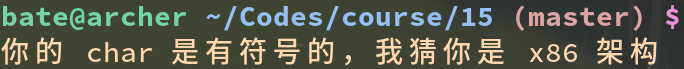 bate@archer ~/Codes/course/15 (master) $
你的 char 是有符号的，我猜你是 x86 架构